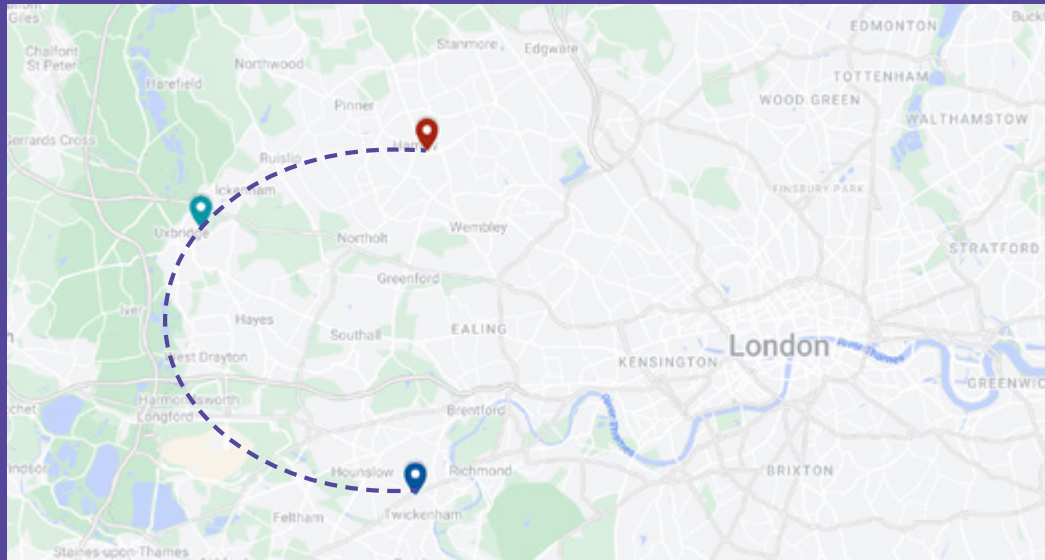 Giles
EDMONTON
Stanmore
Edgware
Chalfont
St Peter
Northwood
TOTTENHAM
Harefield
WOOD GREEN
Pinner
WALTHAMSTOW
Gerrards Cross
Ruislip
Ickenham
FINSBURY PARK
Wembley
Uxbridge
Northolt
STRATFORD
Greenford
Iver
Hayes
EALING
Southall
London
River Thames
West Drayton
KENSINGTON
Harmondsworth
Longford
Brentford
River Thames
Hounslow
Richmond
BRIXTON
Twickenham
Feltham
Staines-upon-Thames